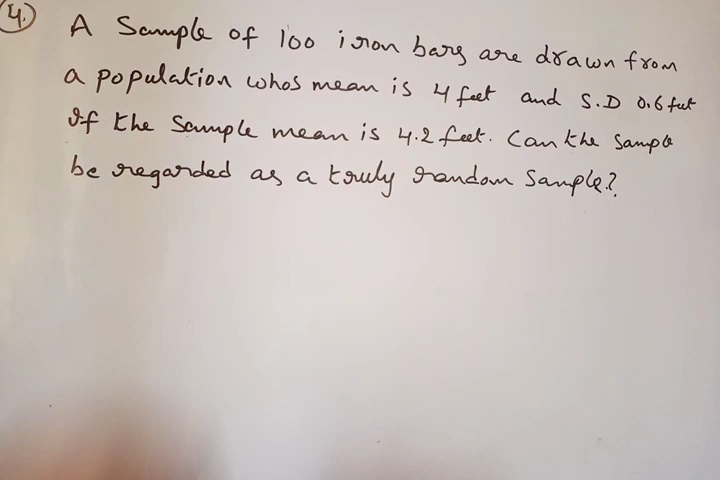 4.
A Sample of 100 iron bars are drawn from
a population whos mean is 4 feet and S.D 0.6 feet
If the sample mean is 4.2 feet. Can the sample
be regarded as a truly random sample?